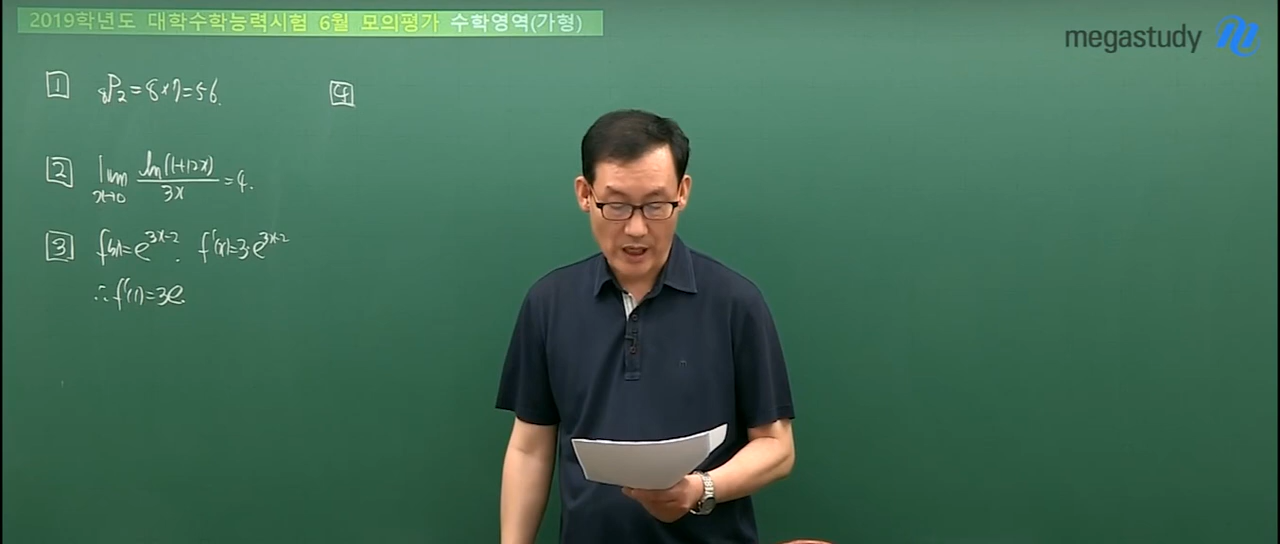 2019학년도 대학수학능력시험 6월 모의평가 수학영역(가형)
megastudy
1 ₈P₂=8×7=56.
2 lim x→0 ln(1+12x)/3x =4.
3 f(x)=e^{3x-2}. f'(x)=3·e^{3x-2}
∴f'(1)=3e.
4